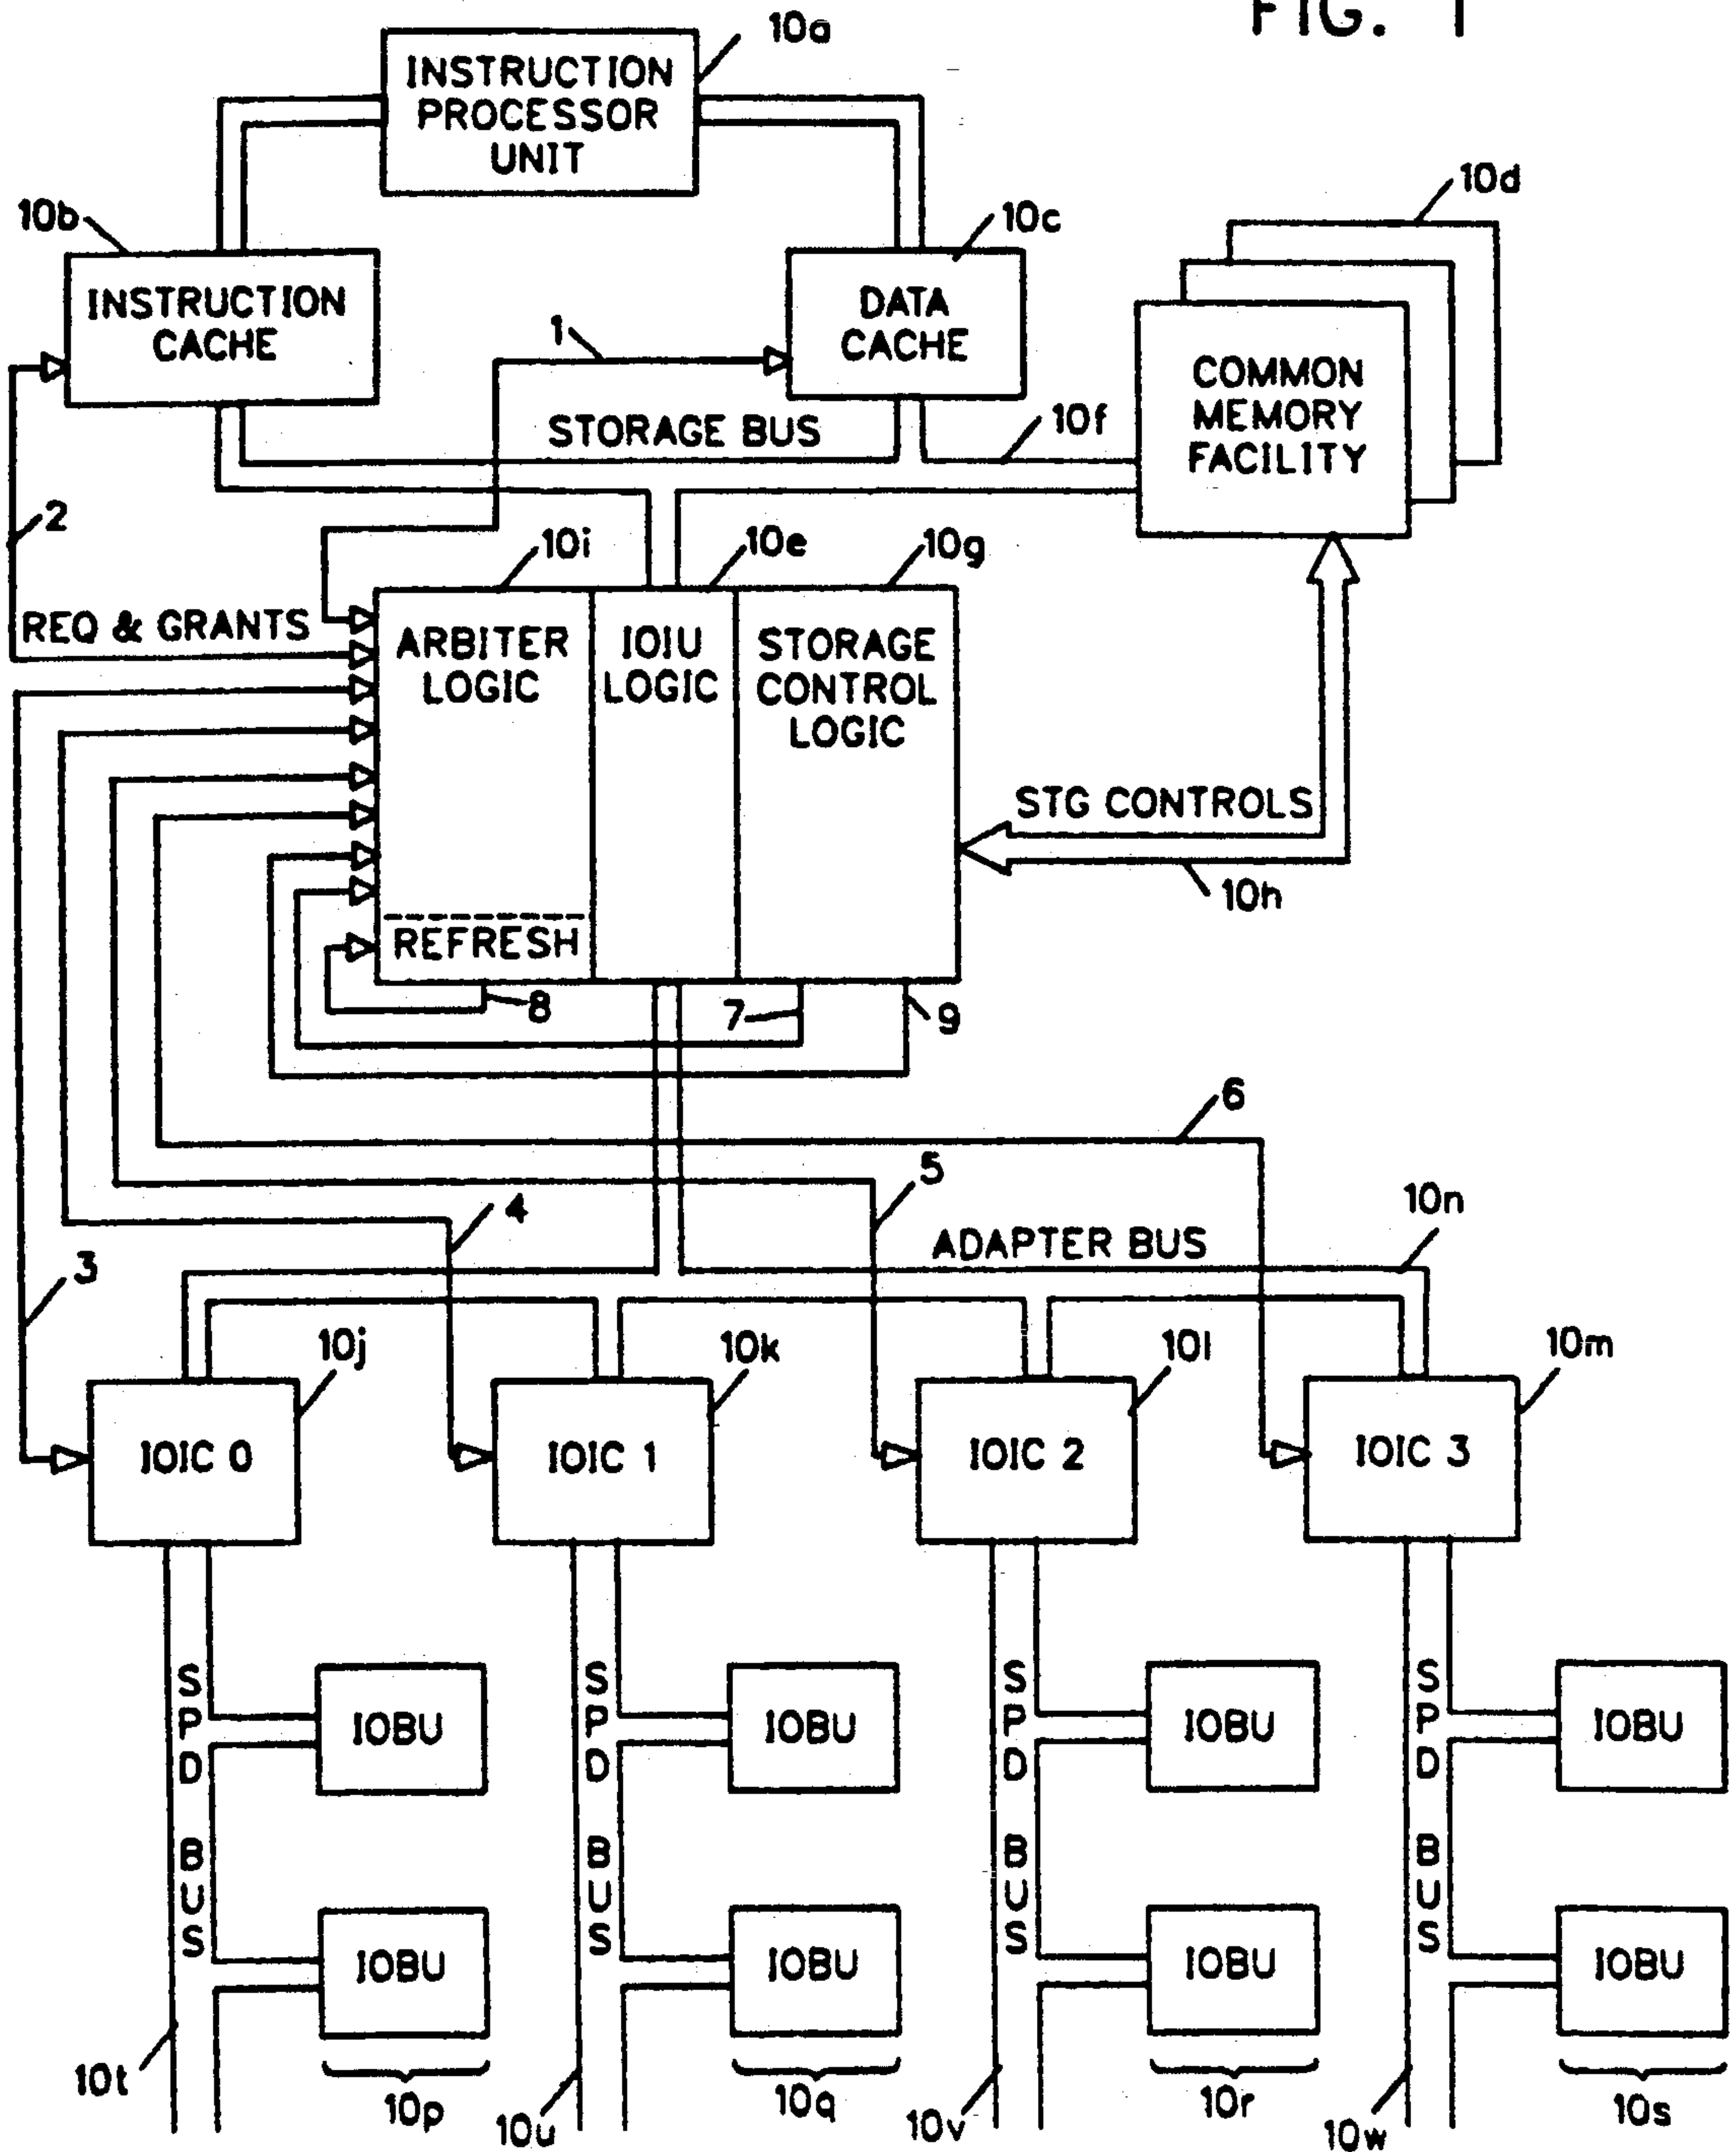 FIG. 1
10a
INSTRUCTION
PROCESSOR
UNIT
10b
10c
10d
INSTRUCTION
CACHE
DATA
CACHE
1
COMMON
MEMORY
FACILITY
STORAGE BUS
10f
2
10i
10e
10g
REQ & GRANTS
ARBITER
LOGIC
IOIU
LOGIC
STORAGE
CONTROL
LOGIC
STG CONTROLS
10h
REFRESH
8
7
9
6
5
4
10n
ADAPTER BUS
3
10j
10k
10l
10m
IOIC 0
IOIC 1
IOIC 2
IOIC 3
SPD BUS
SPD BUS
SPD BUS
SPD BUS
IOBU
IOBU
IOBU
IOBU
IOBU
IOBU
IOBU
IOBU
10t
10p
10u
10q
10v
10r
10w
10s